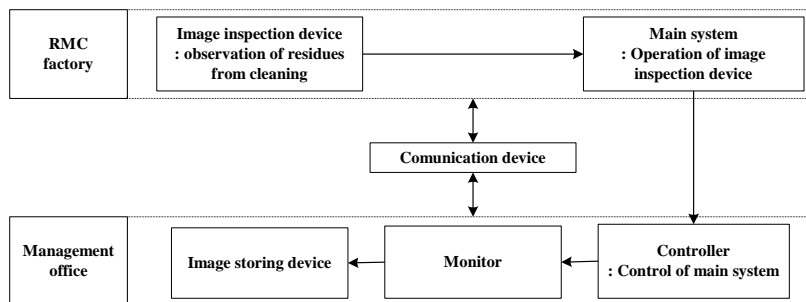 RMC
factory
Image inspection device
: observation of residues
from cleaning
Main system
: Operation of image
inspection device
Comunication device
Management
office
Image storing device
Monitor
Controller
: Control of main system